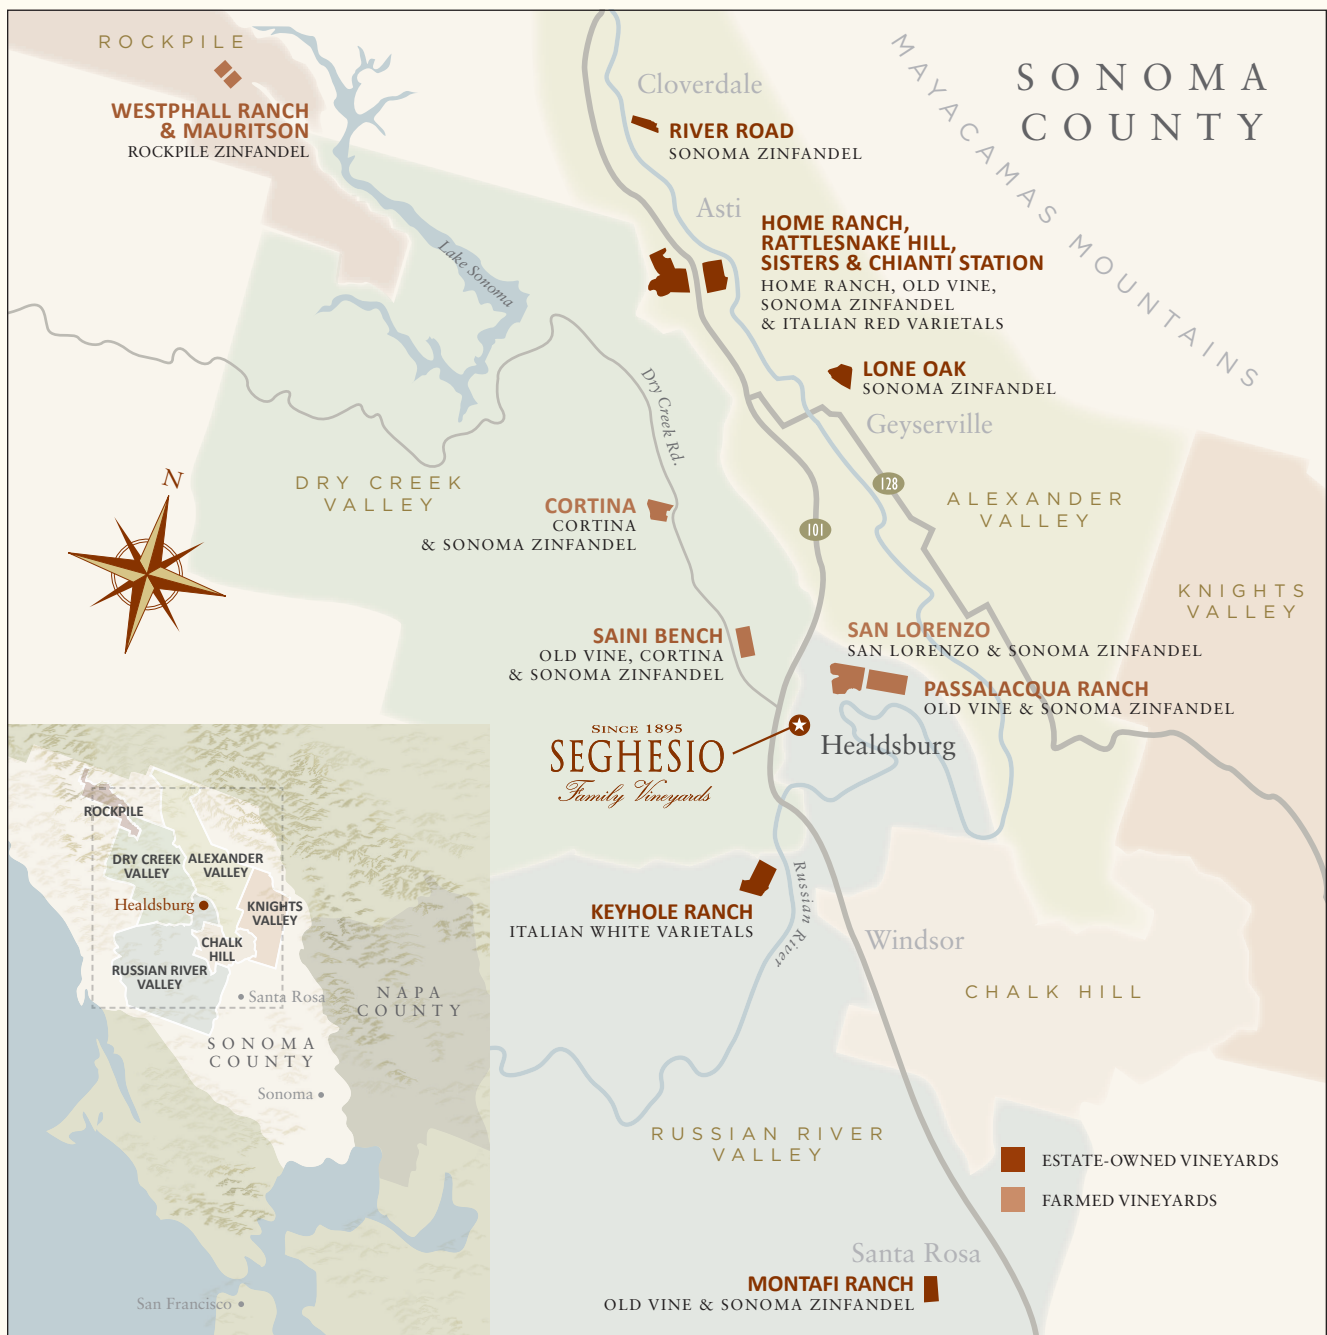 SONOMA
COUNTY
MAYACAMAS MOUNTAINS
ROCKPILE
WESTPHALL RANCH
& MAURITSON
ROCKPILE ZINFANDEL
Cloverdale
RIVER ROAD
SONOMA ZINFANDEL
Asti
HOME RANCH,
RATTLESNAKE HILL,
SISTERS & CHIANTI STATION
HOME RANCH, OLD VINE,
SONOMA ZINFANDEL
& ITALIAN RED VARIETALS
Lake Sonoma
LONE OAK
SONOMA ZINFANDEL
Geyserville
Dry Creek Rd.
N
DRY CREEK
VALLEY
128
101
ALEXANDER
VALLEY
CORTINA
CORTINA
& SONOMA ZINFANDEL
KNIGHTS
VALLEY
SAINI BENCH
OLD VINE, CORTINA
& SONOMA ZINFANDEL
SAN LORENZO
SAN LORENZO & SONOMA ZINFANDEL
PASSALACQUA RANCH
OLD VINE & SONOMA ZINFANDEL
SINCE 1895
SEGHESIO
Family Vineyards
Healdsburg
Russian River
KEYHOLE RANCH
ITALIAN WHITE VARIETALS
Windsor
CHALK HILL
RUSSIAN RIVER
VALLEY
ESTATE-OWNED VINEYARDS
FARMED VINEYARDS
Santa Rosa
MONTAFI RANCH
OLD VINE & SONOMA ZINFANDEL
ROCKPILE
DRY CREEK
VALLEY
ALEXANDER
VALLEY
Healdsburg
KNIGHTS
VALLEY
CHALK
HILL
RUSSIAN RIVER
VALLEY
Santa Rosa
NAPA
COUNTY
SONOMA
COUNTY
Sonoma
San Francisco